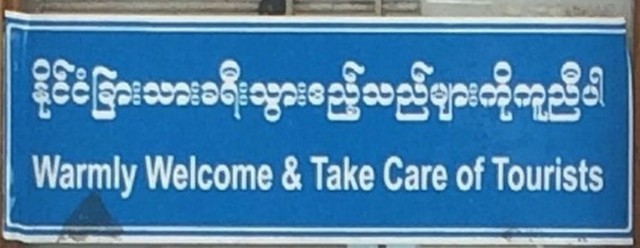 နိုင်ငံခြားသားခရီးသွားဧည့်သည်များကိုကူညီပါ
Warmly Welcome & Take Care of Tourists